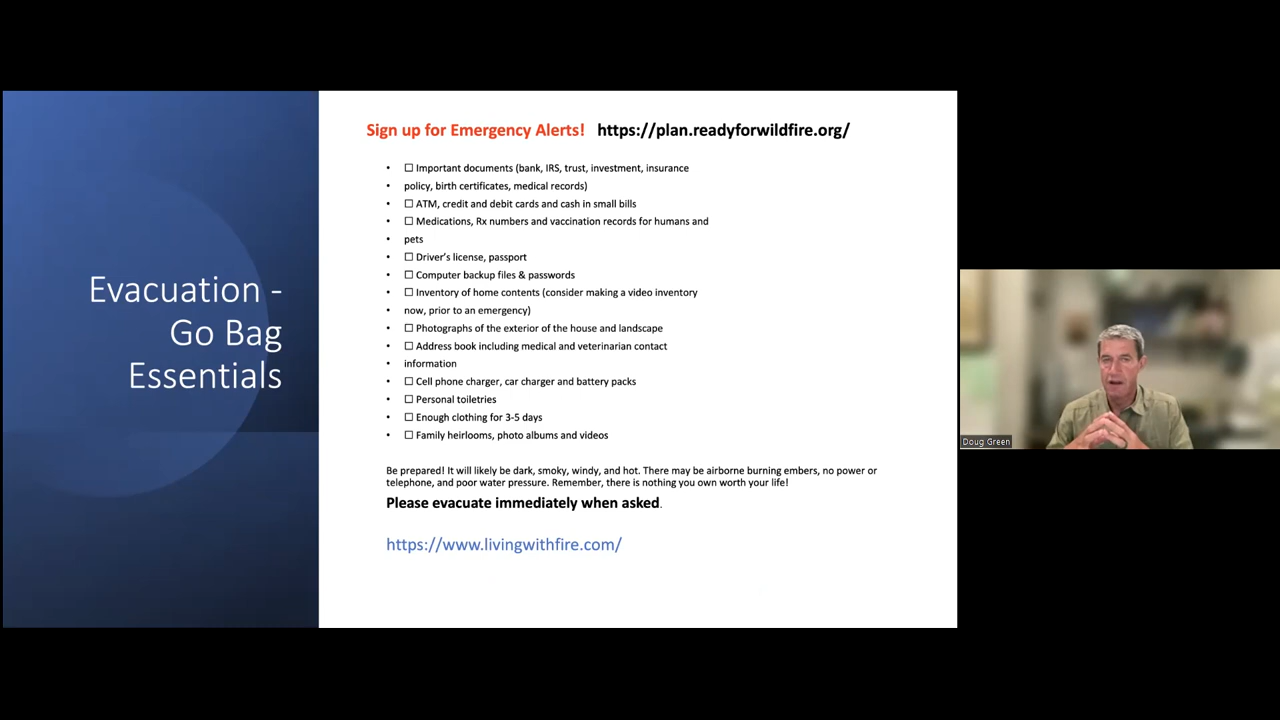 Evacuation -
Go Bag
Essentials
Sign up for Emergency Alerts! https://plan.readyforwildfire.org/
• ☐ Important documents (bank, IRS, trust, investment, insurance
• policy, birth certificates, medical records)
• ☐ ATM, credit and debit cards and cash in small bills
• ☐ Medications, Rx numbers and vaccination records for humans and
• pets
• ☐ Driver's license, passport
• ☐ Computer backup files & passwords
• ☐ Inventory of home contents (consider making a video inventory
• now, prior to an emergency)
• ☐ Photographs of the exterior of the house and landscape
• ☐ Address book including medical and veterinarian contact
• information
• ☐ Cell phone charger, car charger and battery packs
• ☐ Personal toiletries
• ☐ Enough clothing for 3-5 days
• ☐ Family heirlooms, photo albums and videos
Be prepared! It will likely be dark, smoky, windy, and hot. There may be airborne burning embers, no power or
telephone, and poor water pressure. Remember, there is nothing you own worth your life!
Please evacuate immediately when asked.
https://www.livingwithfire.com/
Doug Green